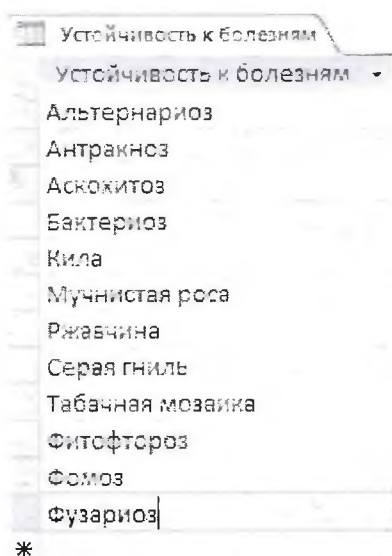 Устойчивость к болезням
Устойчивость к болезням
Альтернариоз
Антракноз
Аскохитоз
Бактериоз
Кила
Мучнистая роса
Ржавчина
Серая гниль
Табачная мозаика
Фитофтороз
Фомоз
Фузариоз
*